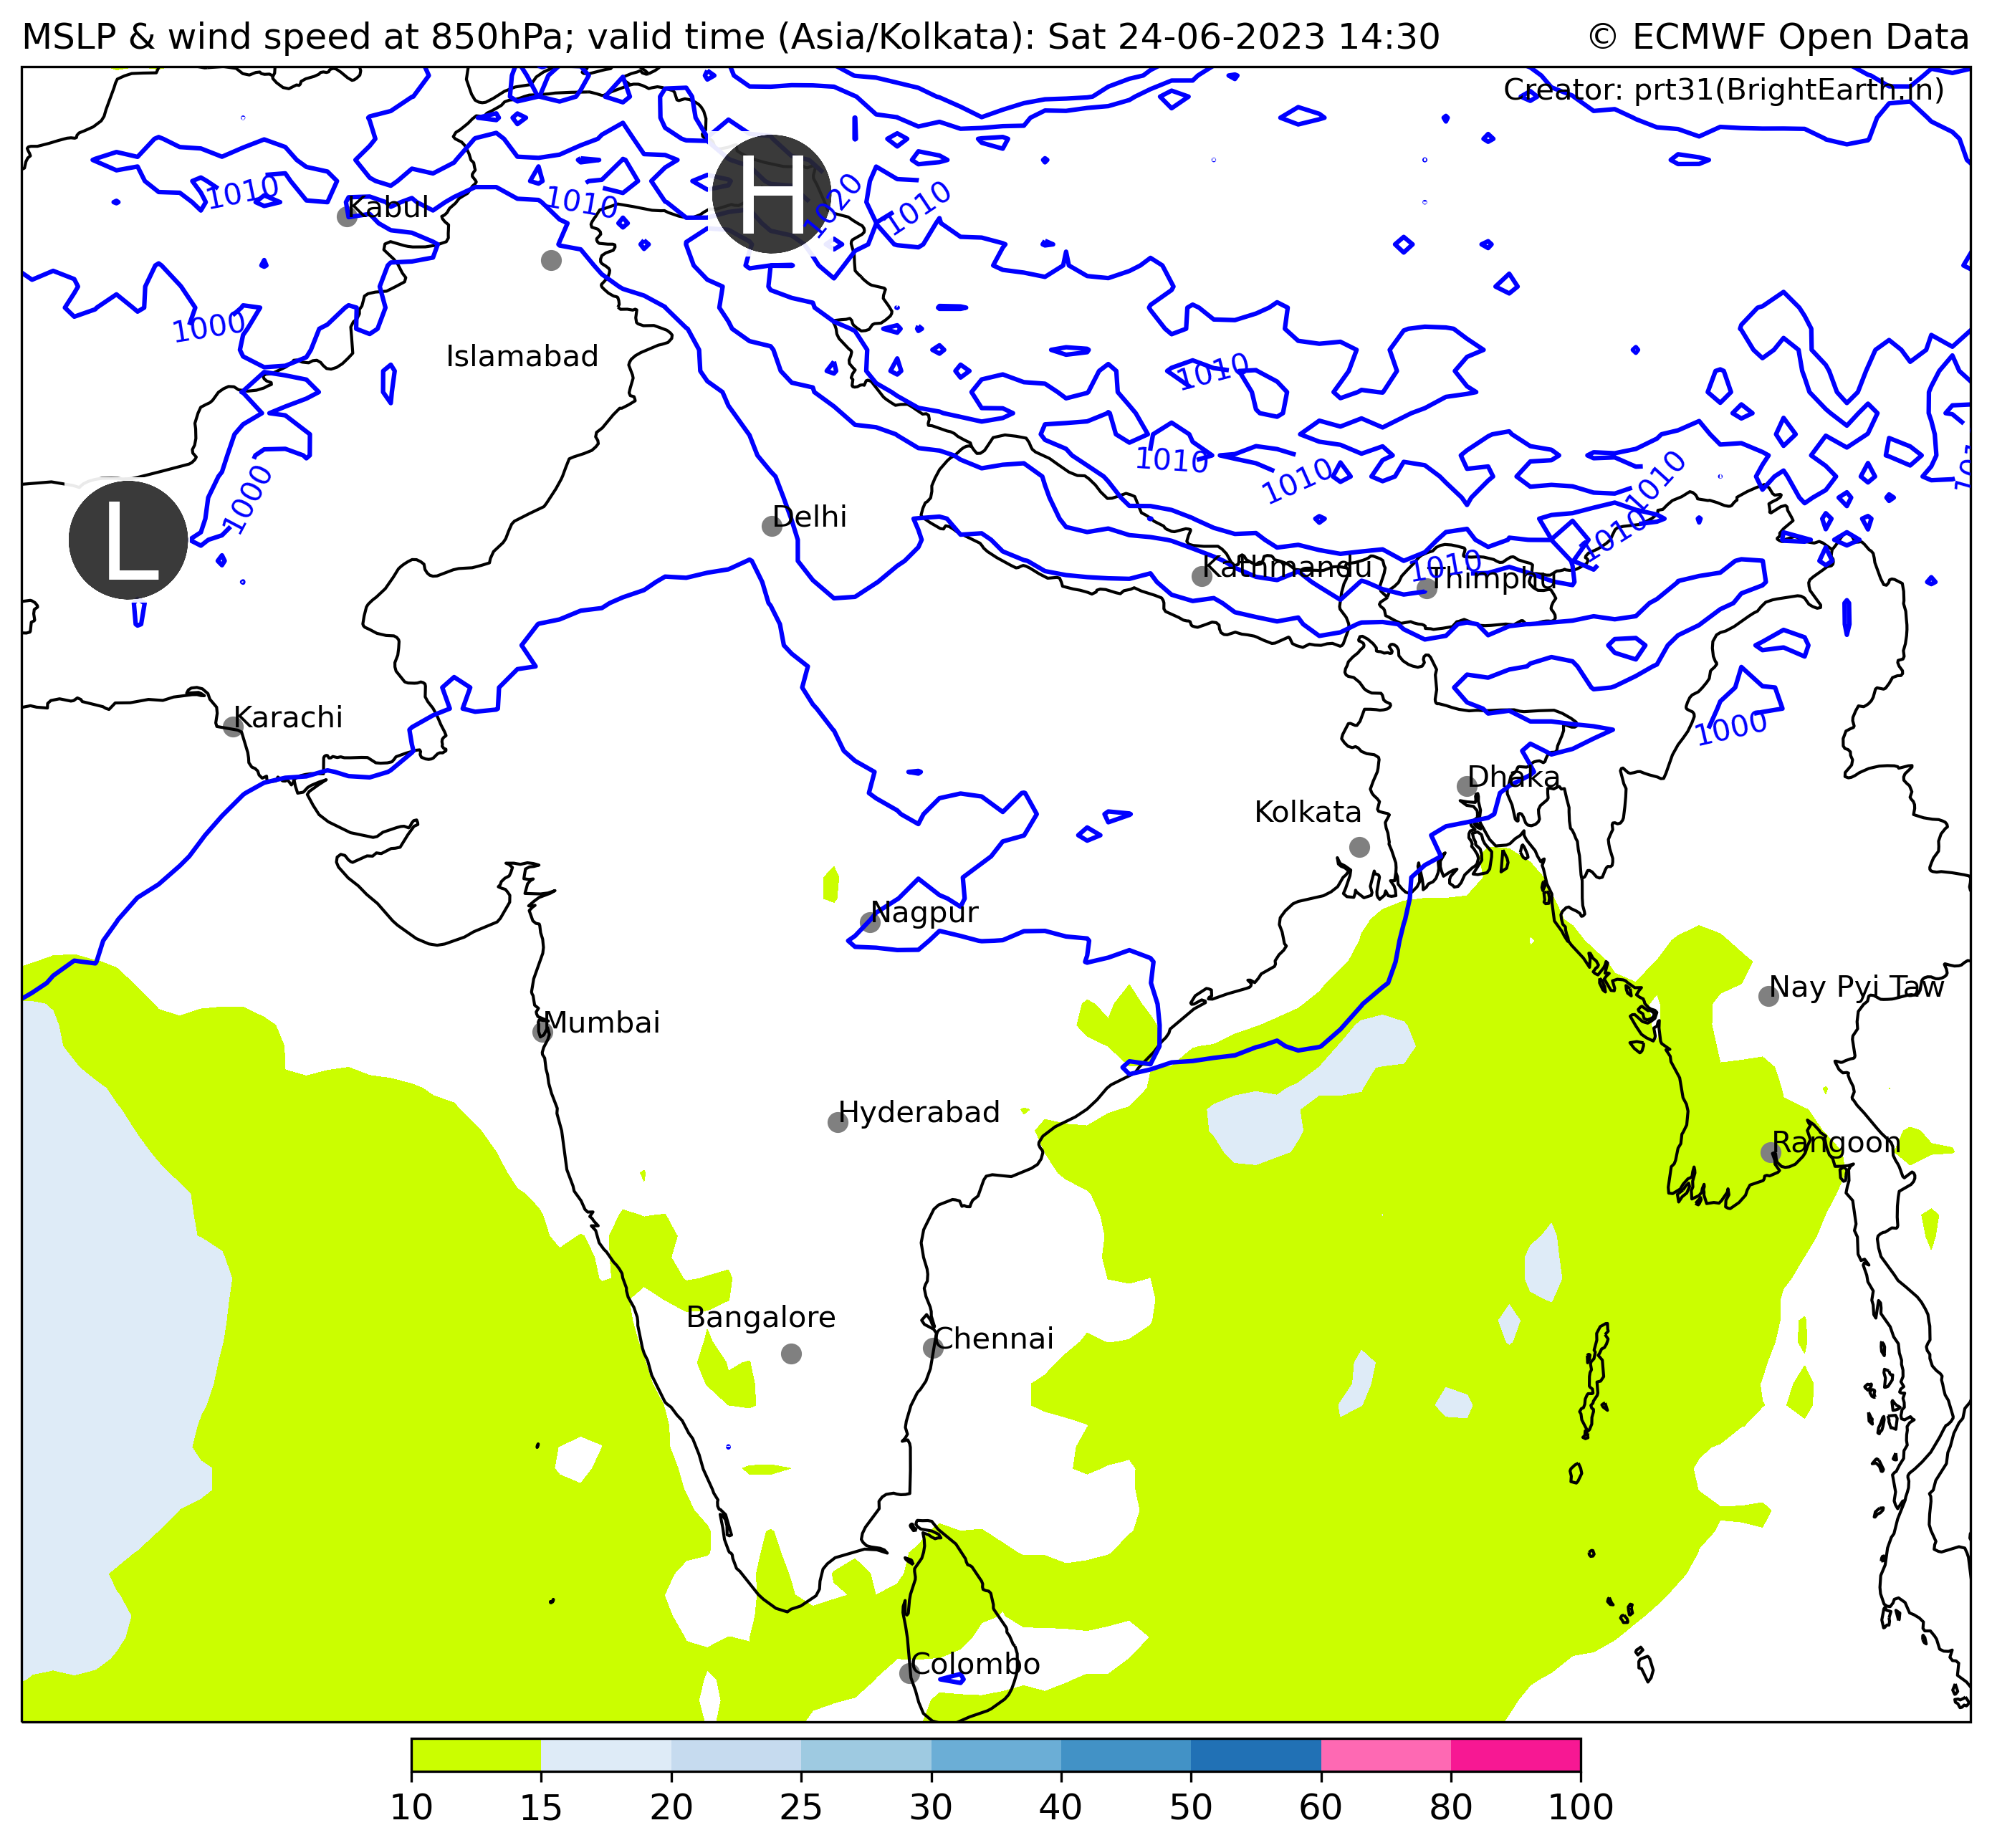 MSLP & wind speed at 850hPa; valid time (Asia/Kolkata): Sat 24-06-2023 14:30
© ECMWF Open Data
Creator: prt31(BrightEarth.in)
H
1010
Kabul
1010
1020
1010
1000
Islamabad
1010
1010
1010
1010
1000
L
Delhi
1010
Kathmandu
1010
Thimphu
Karachi
1000
Dhaka
Kolkata
Nagpur
Nay Pyi Taw
Mumbai
Hyderabad
Rangoon
Bangalore
Chennai
Colombo
10 15 20 25 30 40 50 60 80 100